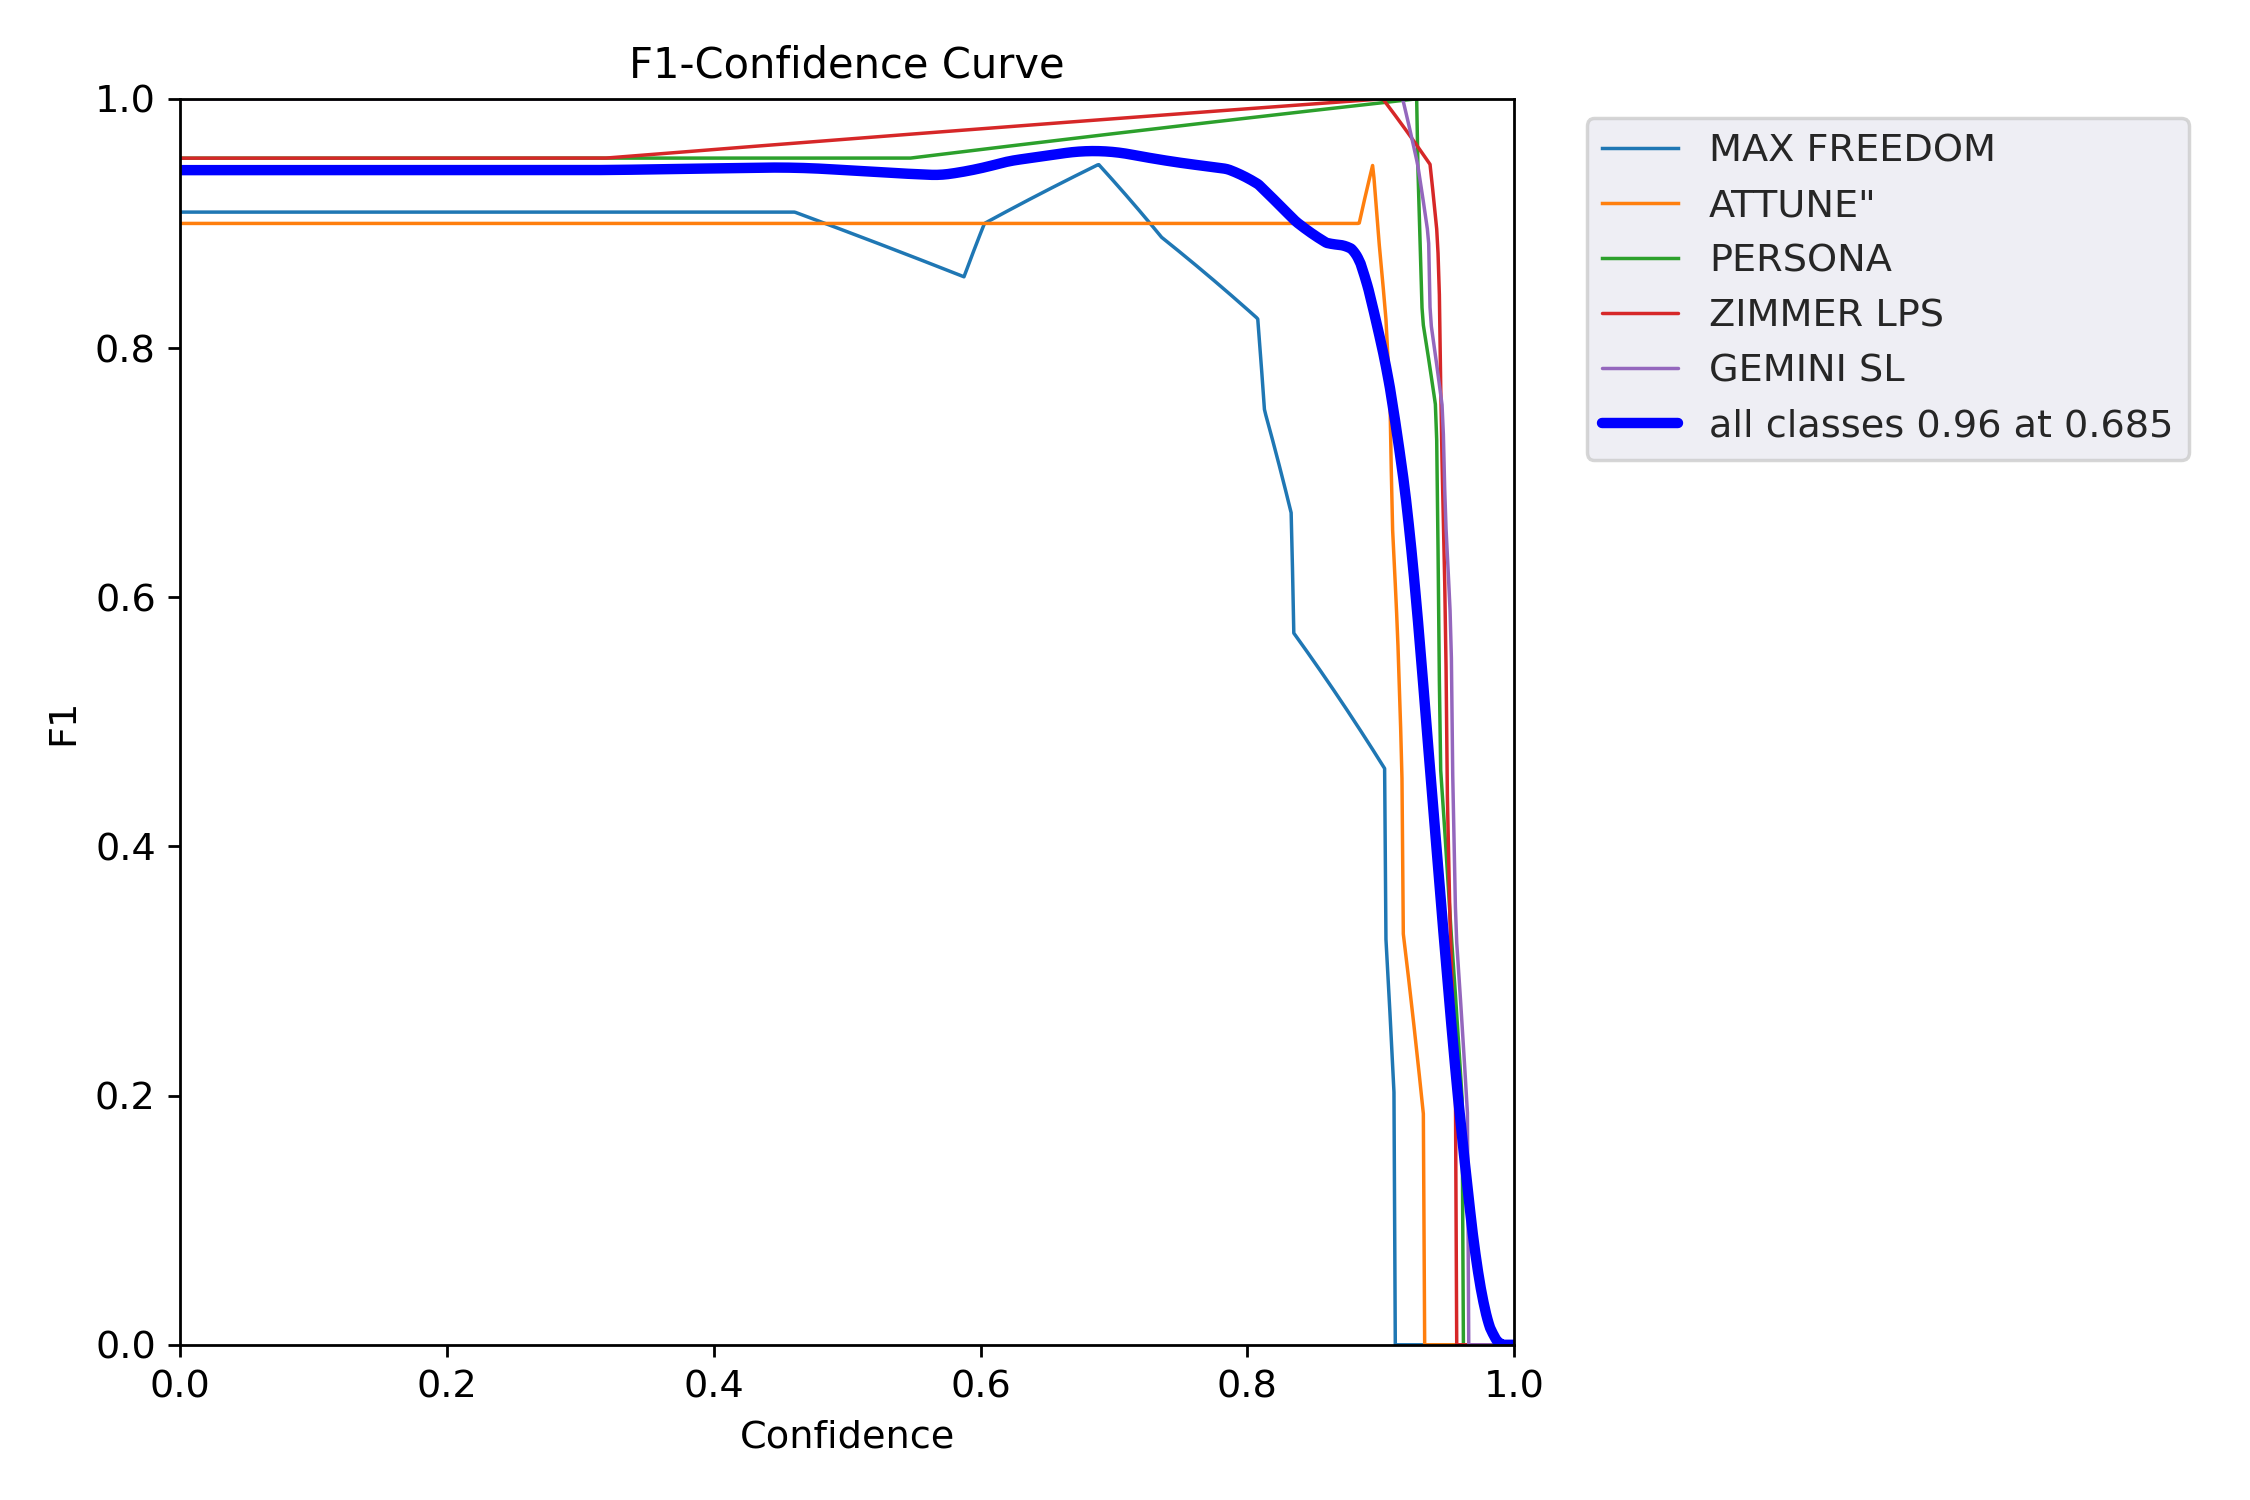 F1-Confidence Curve
1.0
0.8
0.6
0.4
0.2
0.0
F1
0.0 0.2 0.4 0.6 0.8 1.0
Confidence
MAX FREEDOM
ATTUNE"
PERSONA
ZIMMER LPS
GEMINI SL
all classes 0.96 at 0.685